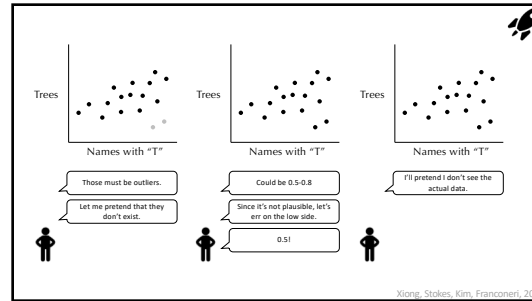 Trees
Names with "T"
Those must be outliers.
Let me pretend that they
don't exist.
Trees
Names with "T"
Could be 0.5-0.8
Since it's not plausible, let's
err on the low side.
0.5!
Trees
Names with "T"
I'll pretend I don't see the
actual data.
Xiong, Stokes, Kim, Franconeri,